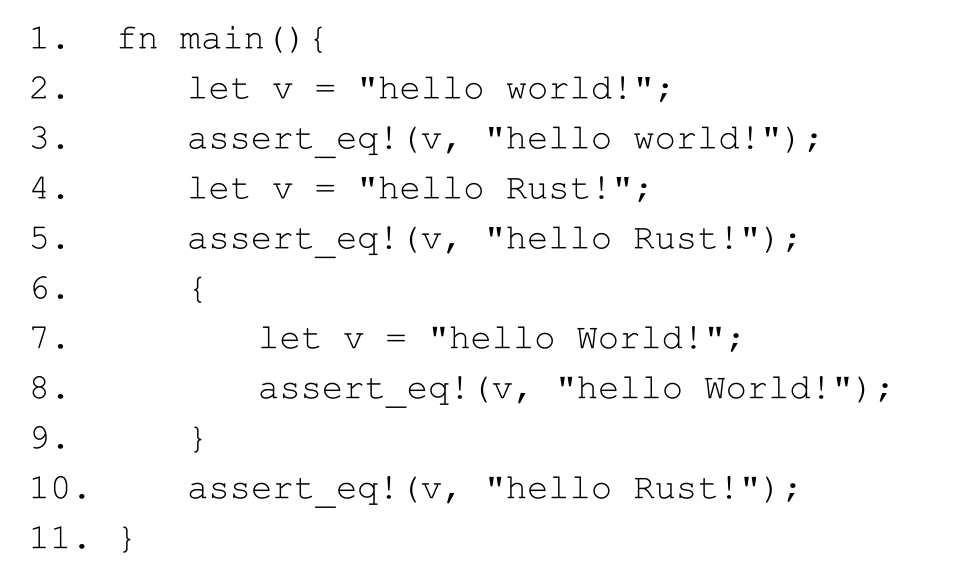 1. fn main(){
2. let v = "hello world!";
3. assert_eq!(v, "hello world!");
4. let v = "hello Rust!";
5. assert_eq!(v, "hello Rust!");
6. {
7. let v = "hello World!";
8. assert_eq!(v, "hello World!");
9. }
10. assert_eq!(v, "hello Rust!");
11. }